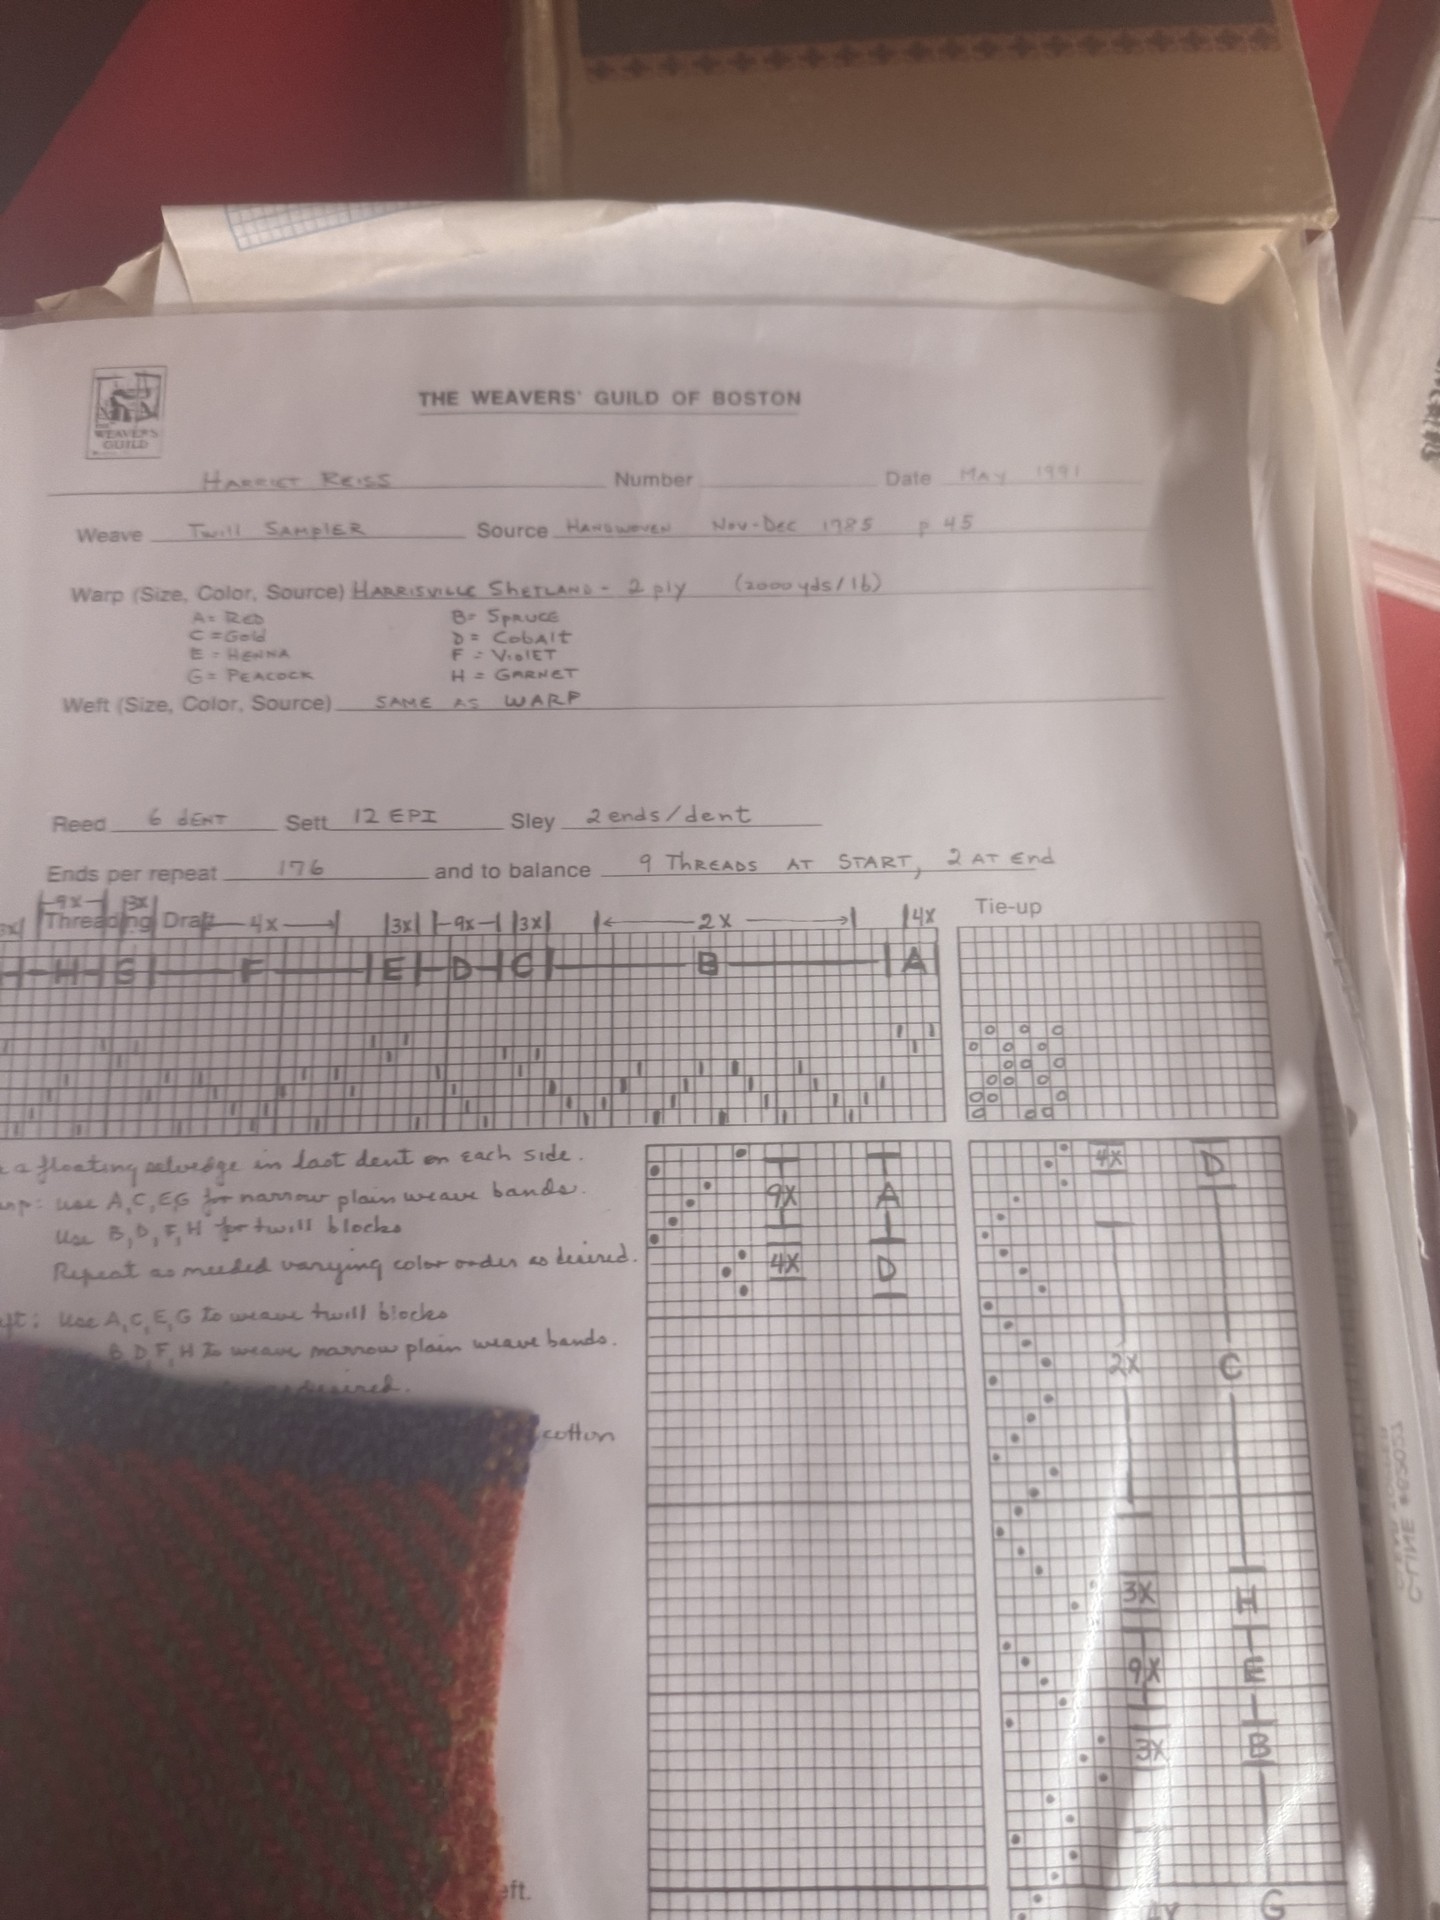 WEAVERS
GUILD
THE WEAVERS' GUILD OF BOSTON
HARRIET REISS Number Date MAY 1991
Weave Twill SAMPLER Source HANDWOVEN Nov-Dec 1985 p 45
Warp (Size, Color, Source) HARRISVILLE SHETLAND - 2 ply (2000 yds/lb)
A= RED B= SPRUCE
C = Gold D = CobAlt
E = HENNA F = VIolET
G= PEACOCK H = GARNET
Weft (Size, Color, Source) SAME AS WARP
Reed 6 dENT Sett 12 EPI Sley 2 ends/dent
Ends per repeat 176 and to balance 9 THREADS AT START, 2 AT End
9x 3x
3x Threading Draft 4x 3x 9x 3x 2x 4x Tie-up
H G F E D C B A
a floating selvedge in last dent on each side.
use A,C,E,G for narrow plain weave bands.
Use B,D,F,H for twill blocks
Repeat as needed varying color order as desired.
Use A,C,E,G to weave twill blocks
B,D,F,H to weave narrow plain weave bands.
desired.
cotton
eft.
9X A
4X D
4X D
2X C
3X H
9X E
3X B
G